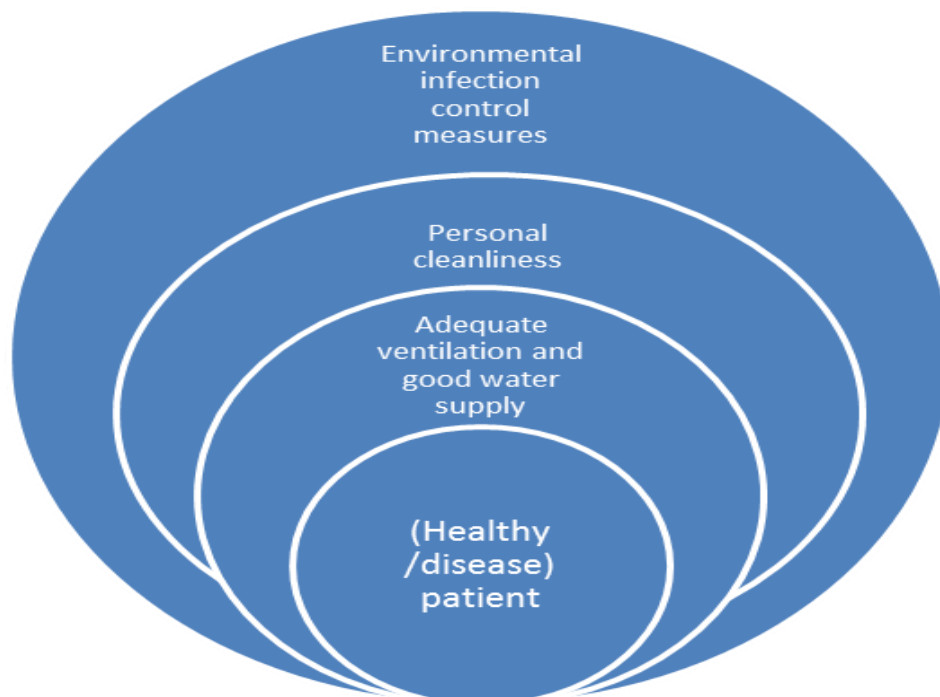 Environmental
infection
control
measures
Personal
cleanliness
Adequate
ventilation and
good water
supply
(Healthy
/disease)
patient